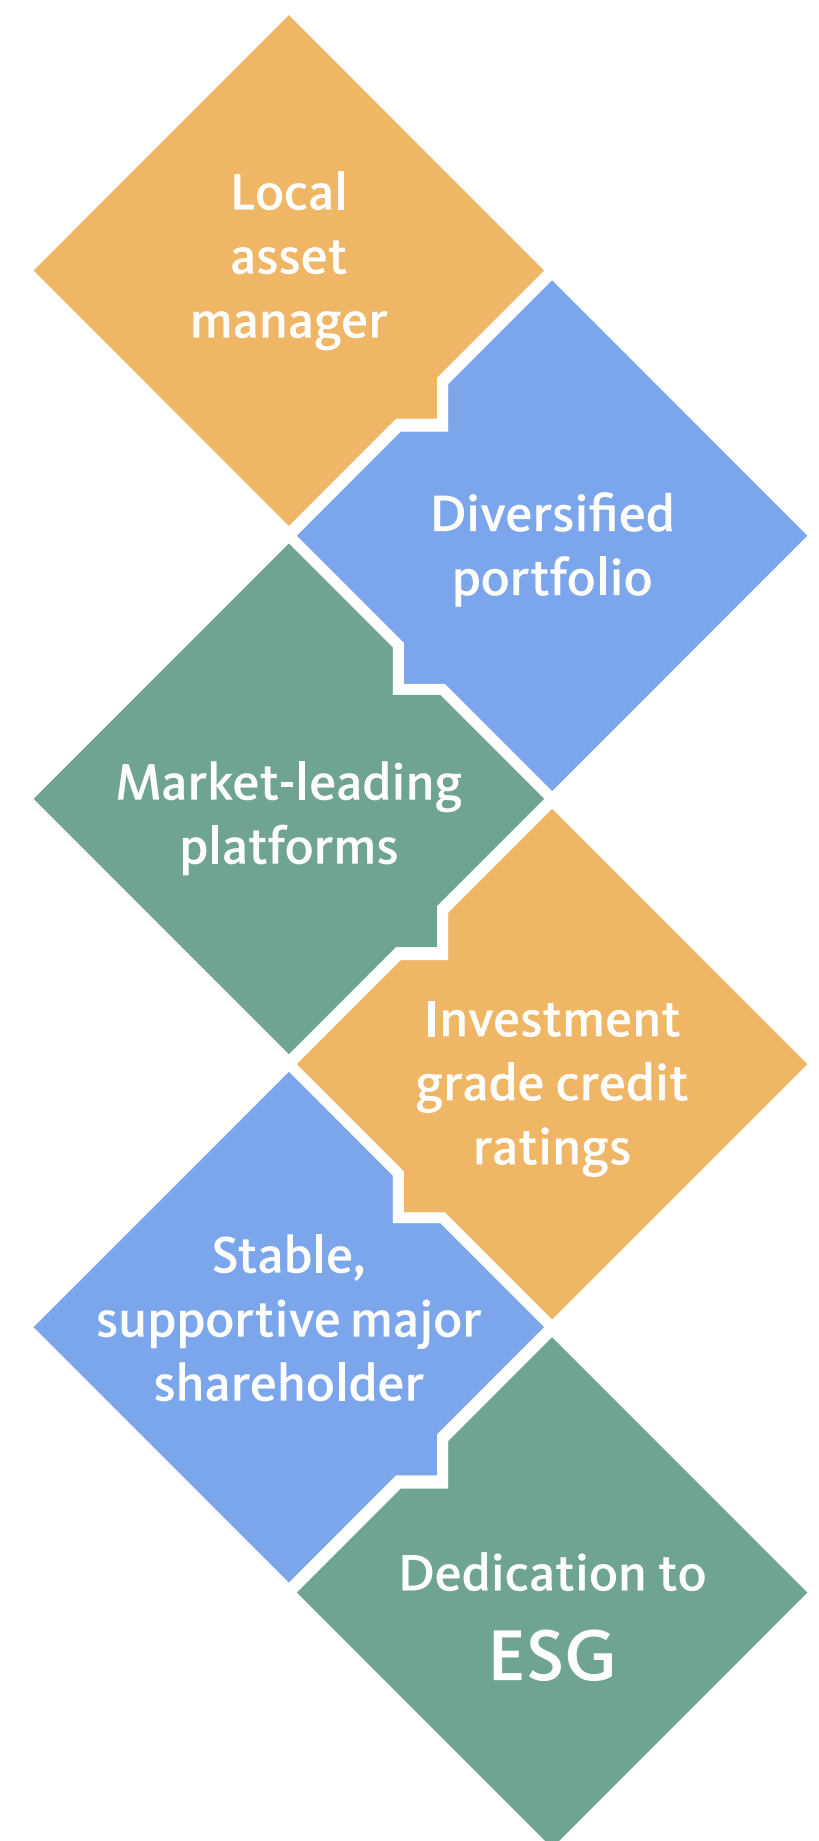 Local
asset
manager
Diversified
portfolio
Market-leading
platforms
Investment
grade credit
ratings
Stable,
supportive major
shareholder
Dedication to
ESG